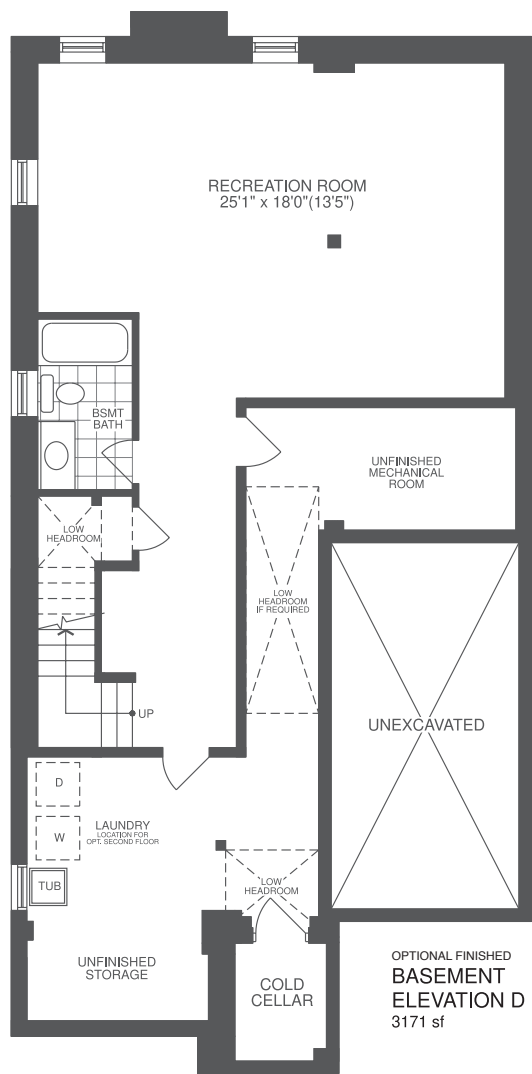 RECREATION ROOM
25'1" x 18'0"(13'5")
BSMT
BATH
UNFINISHED
MECHANICAL
ROOM
LOW
HEADROOM
LOW
HEADROOM
IF REQUIRED
UNEXCAVATED
UP
D
W
TUB
LAUNDRY
LOCATION FOR
OPT. SECOND FLOOR
LOW
HEADROOM
UNFINISHED
STORAGE
COLD
CELLAR
OPTIONAL FINISHED
BASEMENT
ELEVATION D
3171 sf